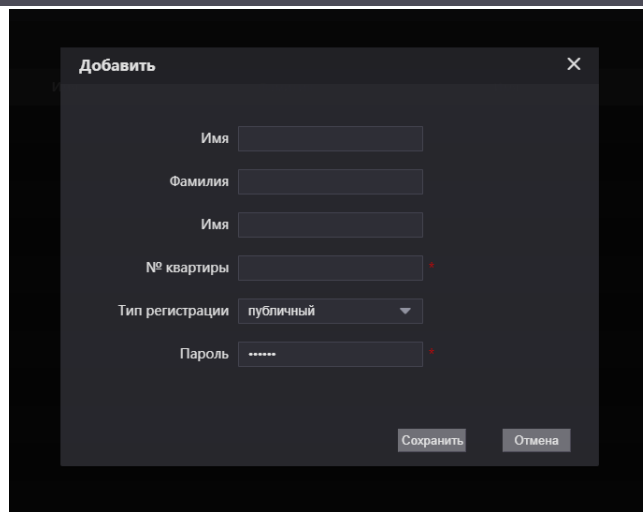 Добавить
Имя
Фамилия
Имя
№ квартиры *
Тип регистрации публичный
Пароль •••••• *
Сохранить Отмена